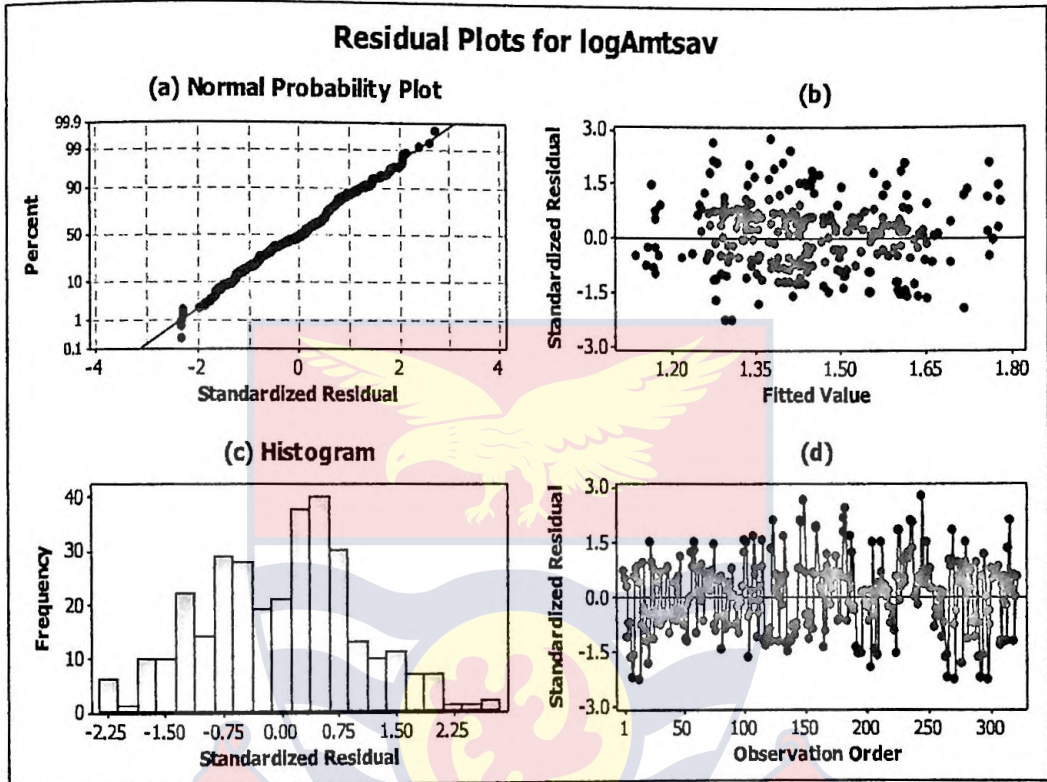 Residual Plots for logAmtsav
(a) Normal Probability Plot
Percent
99.9
99
90
50
10
1
0.1
-4 -2 0 2 4
Standardized Residual
(b)
Standardized Residual
3.0
1.5
0.0
-1.5
-3.0
1.20 1.35 1.50 1.65 1.80
Fitted Value
(c) Histogram
Frequency
40
30
20
10
0
-2.25 -1.50 -0.75 0.00 0.75 1.50 2.25
Standardized Residual
(d)
Standardized Residual
3.0
1.5
0.0
-1.5
-3.0
1 50 100 150 200 250 300
Observation Order